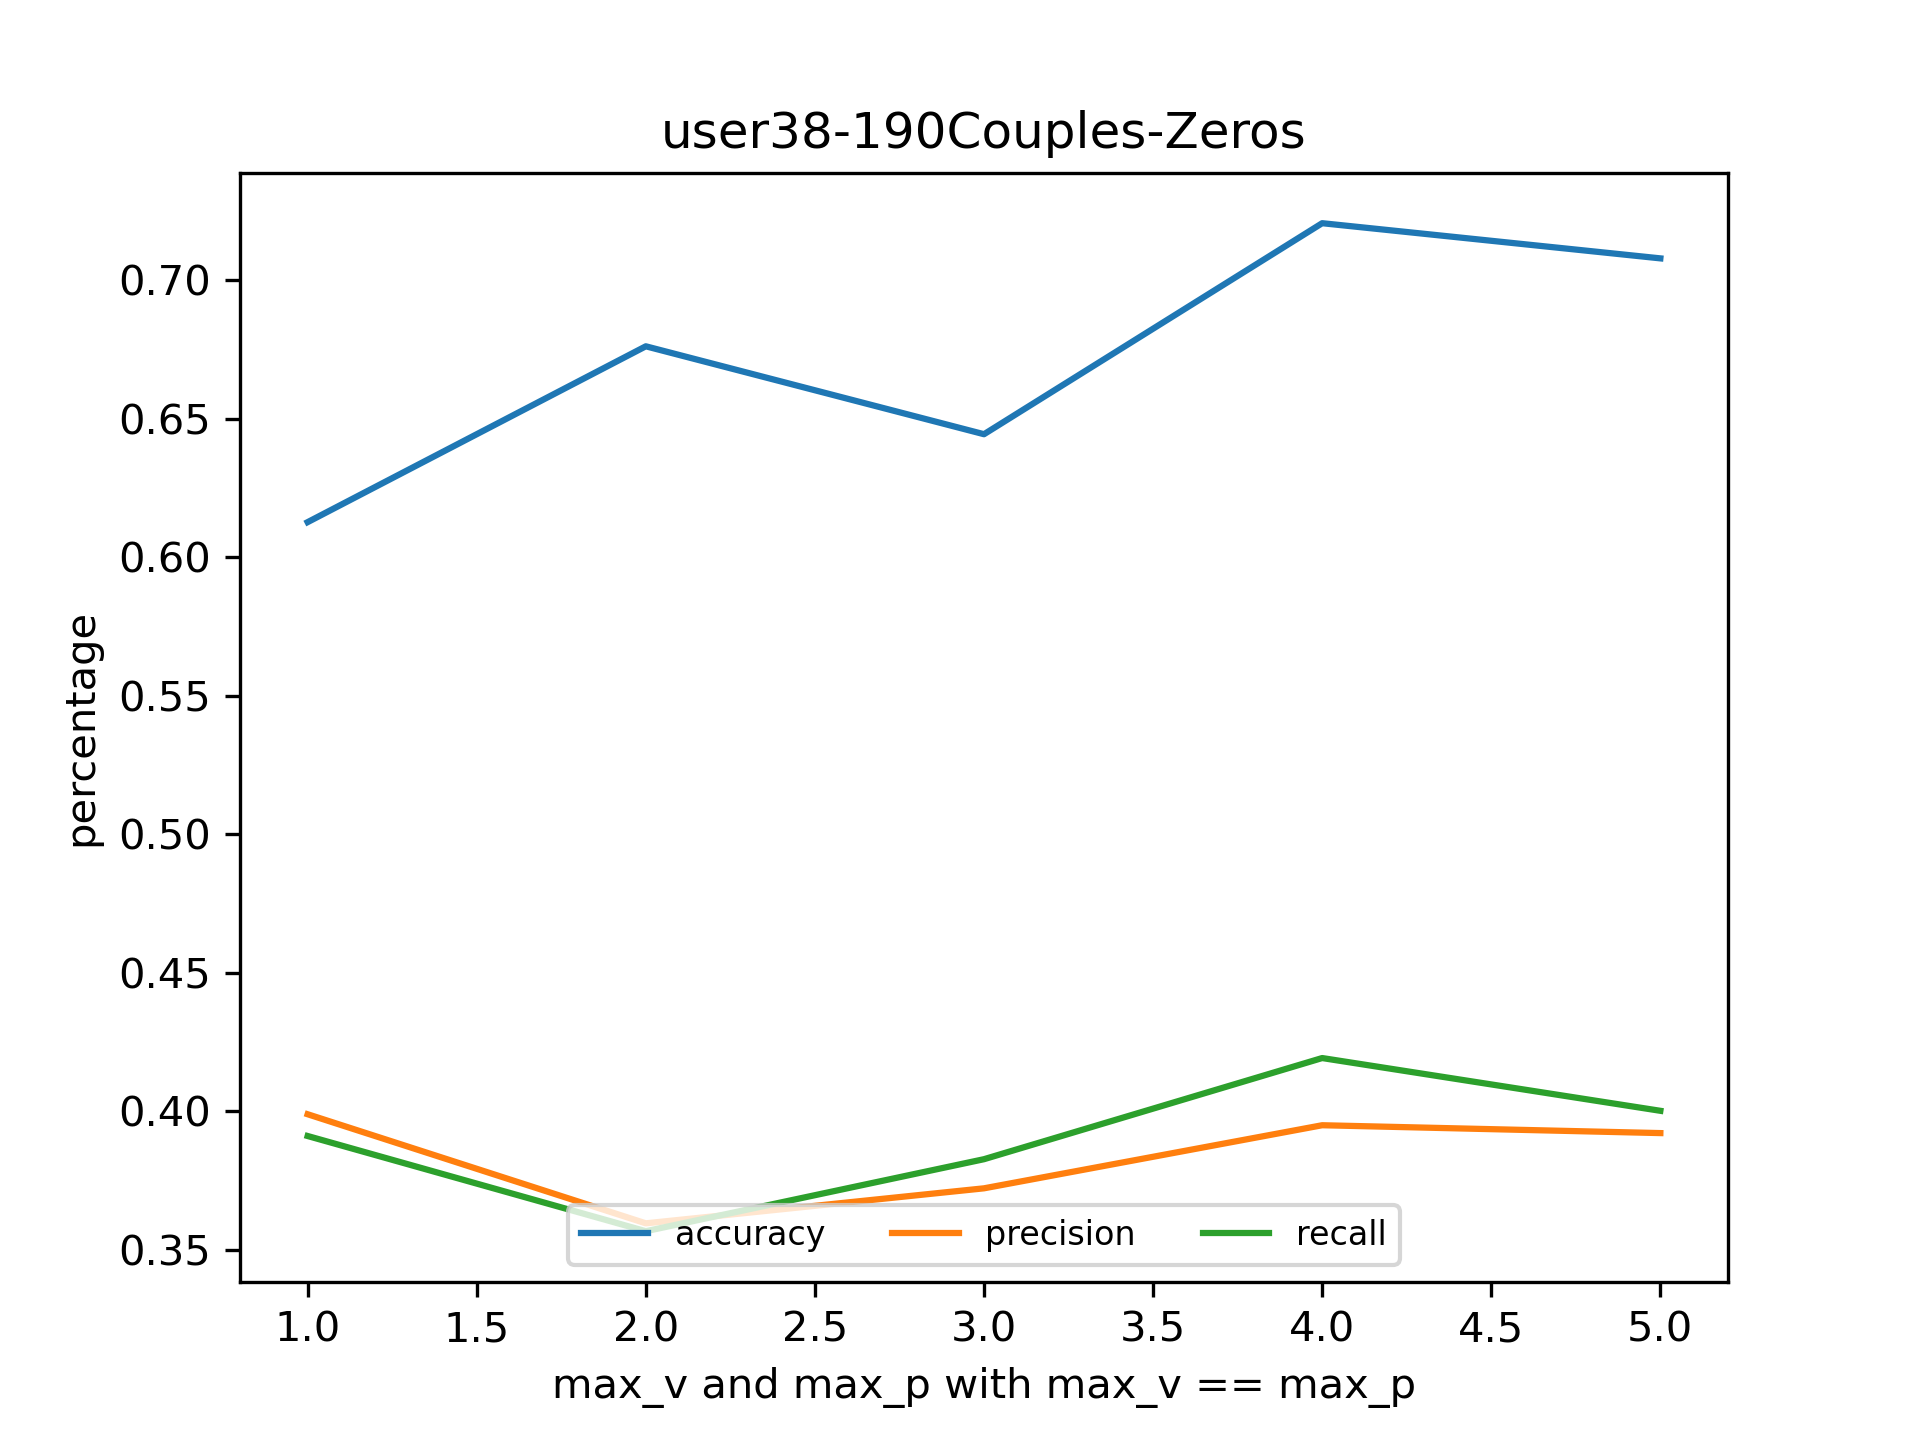 user38-190Couples-Zeros
percentage
0.70
0.65
0.60
0.55
0.50
0.45
0.40
0.35
accuracy precision recall
1.0 1.5 2.0 2.5 3.0 3.5 4.0 4.5 5.0
max_v and max_p with max_v == max_p